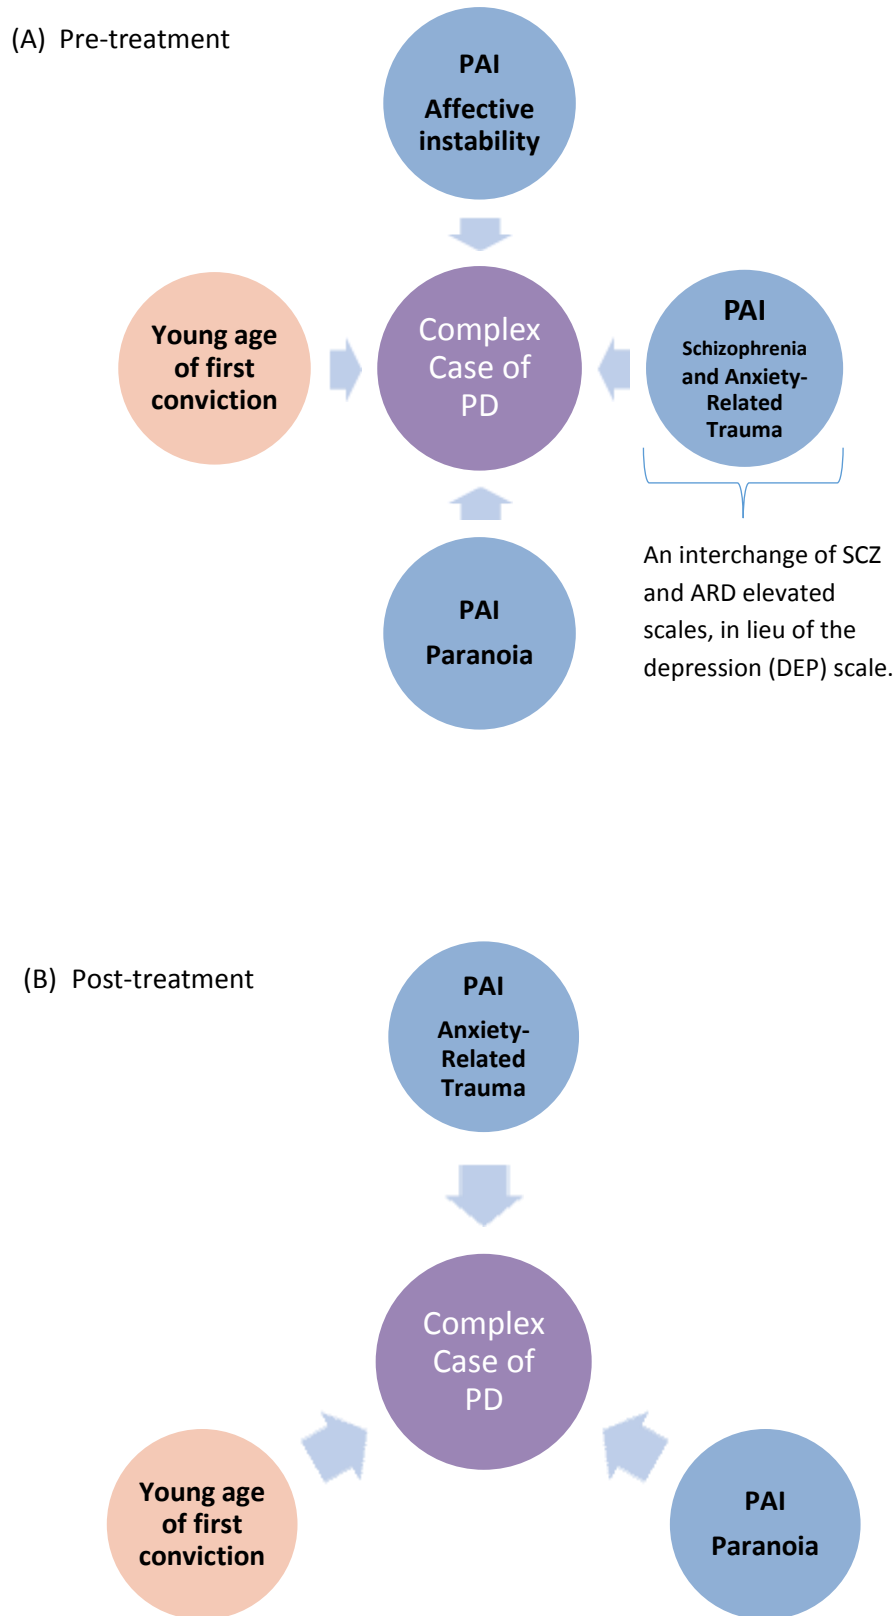 (A) Pre-treatment
PAI
Affective
instability
Young age
of first
conviction
Complex
Case of
PD
PAI
Schizophrenia
and Anxiety-
Related
Trauma
PAI
Paranoia
An interchange of SCZ
and ARD elevated
scales, in lieu of the
depression (DEP) scale.
(B) Post-treatment
PAI
Anxiety-
Related
Trauma
Complex
Case of
PD
Young age
of first
conviction
PAI
Paranoia